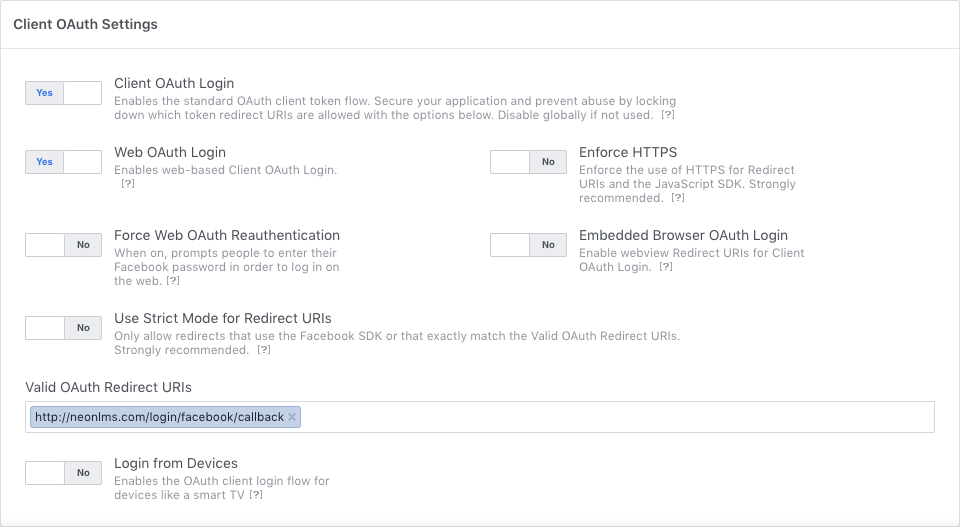 Client OAuth Settings
Yes
Client OAuth Login
Enables the standard OAuth client token flow. Secure your application and prevent abuse by locking
down which token redirect URIs are allowed with the options below. Disable globally if not used. [?]
Yes
Web OAuth Login
Enables web-based Client OAuth Login.
[?]
No
Enforce HTTPS
Enforce the use of HTTPS for Redirect
URIs and the JavaScript SDK. Strongly
recommended. [?]
No
Force Web OAuth Reauthentication
When on, prompts people to enter their
Facebook password in order to log in on
the web. [?]
No
Embedded Browser OAuth Login
Enable webview Redirect URIs for Client
OAuth Login. [?]
No
Use Strict Mode for Redirect URIs
Only allow redirects that use the Facebook SDK or that exactly match the Valid OAuth Redirect URIs.
Strongly recommended. [?]
Valid OAuth Redirect URIs
http://neonlms.com/login/facebook/callback ×
No
Login from Devices
Enables the OAuth client login flow for
devices like a smart TV [?]